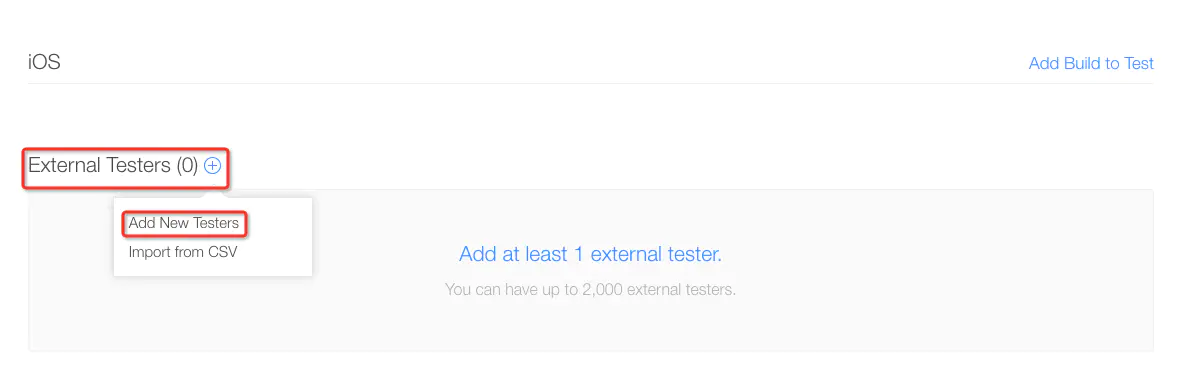 iOS
Add Build to Test
External Testers (0)
Add New Testers
Import from CSV
Add at least 1 external tester.
You can have up to 2,000 external testers.